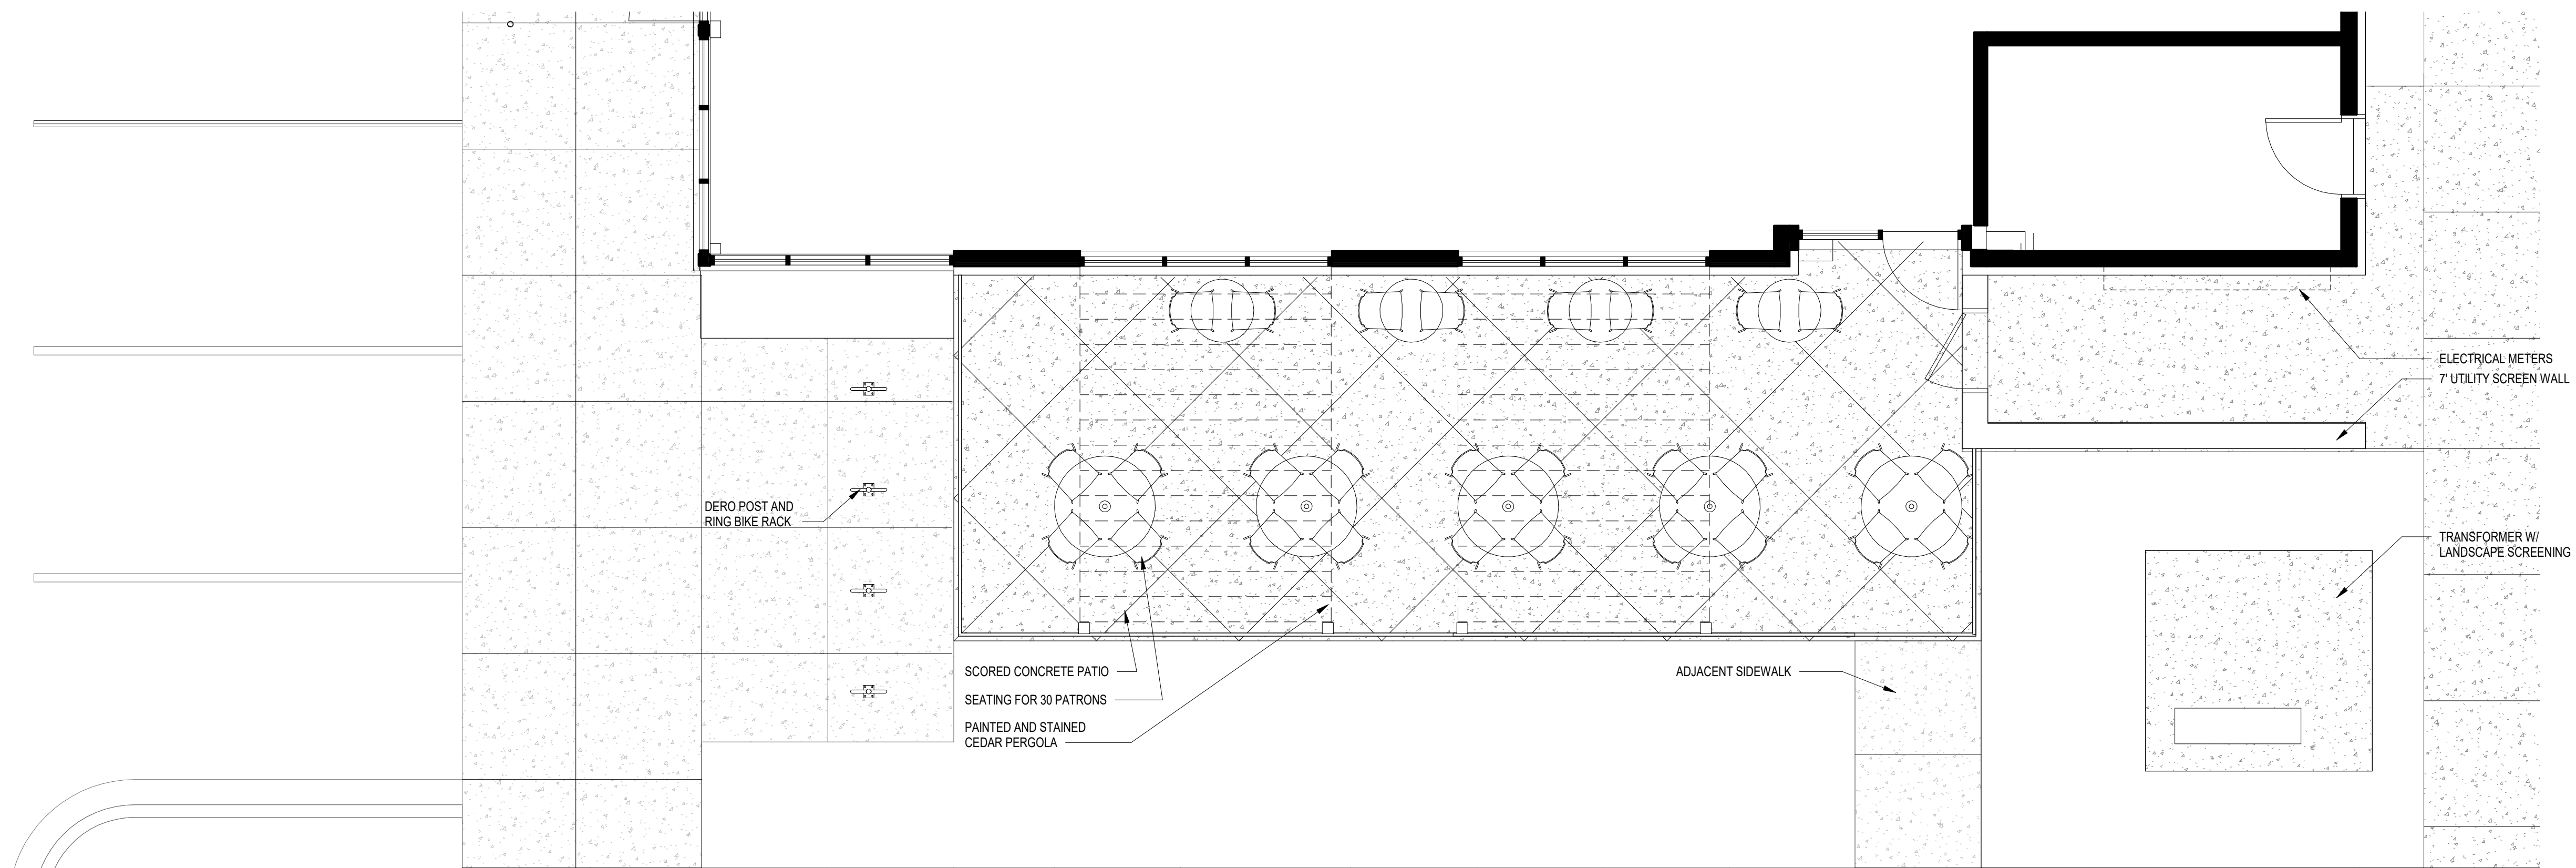 ELECTRICAL METERS
7' UTILITY SCREEN WALL
DERO POST AND
RING BIKE RACK
TRANSFORMER W/
LANDSCAPE SCREENING
SCORED CONCRETE PATIO
SEATING FOR 30 PATRONS
PAINTED AND STAINED
CEDAR PERGOLA
ADJACENT SIDEWALK